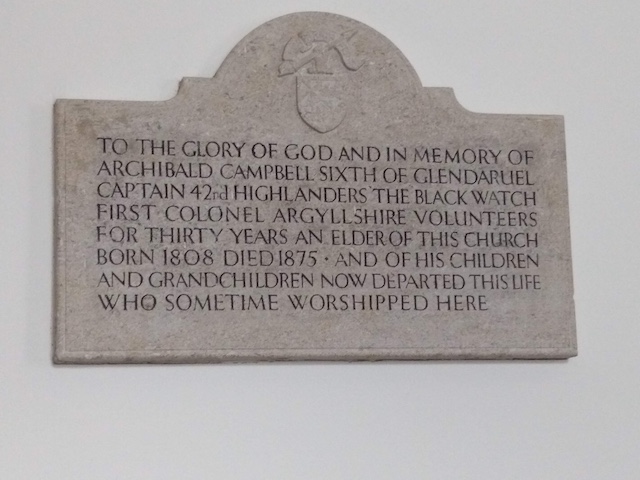 TO THE GLORY OF GOD AND IN MEMORY OF
ARCHIBALD CAMPBELL SIXTH OF GLENDARUEL
CAPTAIN 42nd HIGHLANDERS THE BLACK WATCH
FIRST COLONEL ARGYLLSHIRE VOLUNTEERS
FOR THIRTY YEARS AN ELDER OF THIS CHURCH
BORN 1808 DIED 1875 · AND OF HIS CHILDREN
AND GRANDCHILDREN NOW DEPARTED THIS LIFE
WHO SOMETIME WORSHIPPED HERE